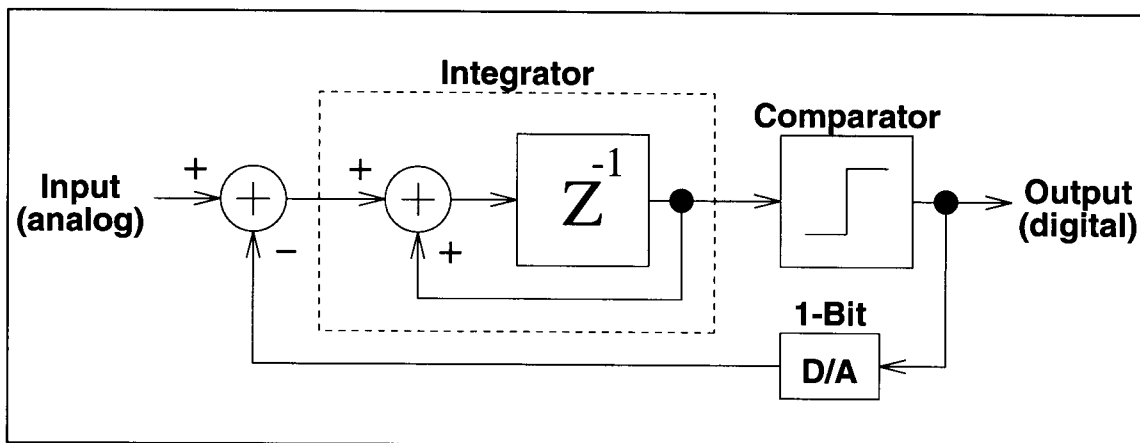 Integrator
Comparator
Input
(analog)
+
+
+
+
+
−
Z-1
Output
(digital)
1-Bit
D/A